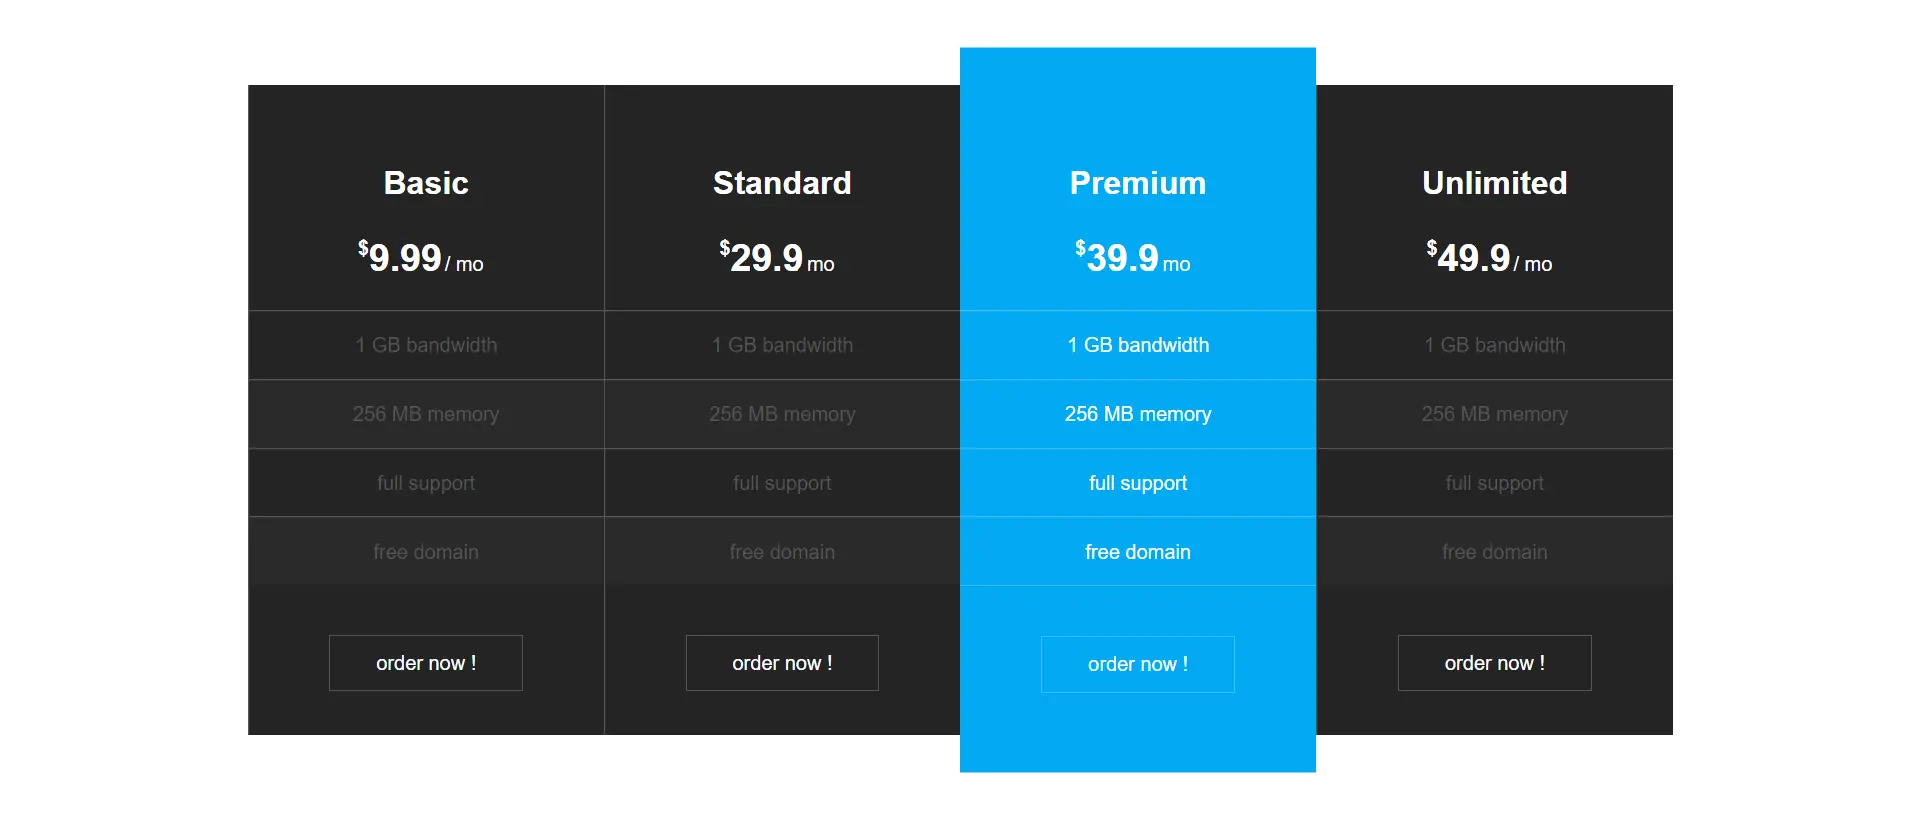 Basic
$9.99 / mo
1 GB bandwidth
256 MB memory
full support
free domain
order now !
Standard
$29.9 mo
1 GB bandwidth
256 MB memory
full support
free domain
order now !
Premium
$39.9 mo
1 GB bandwidth
256 MB memory
full support
free domain
order now !
Unlimited
$49.9 / mo
1 GB bandwidth
256 MB memory
full support
free domain
order now !